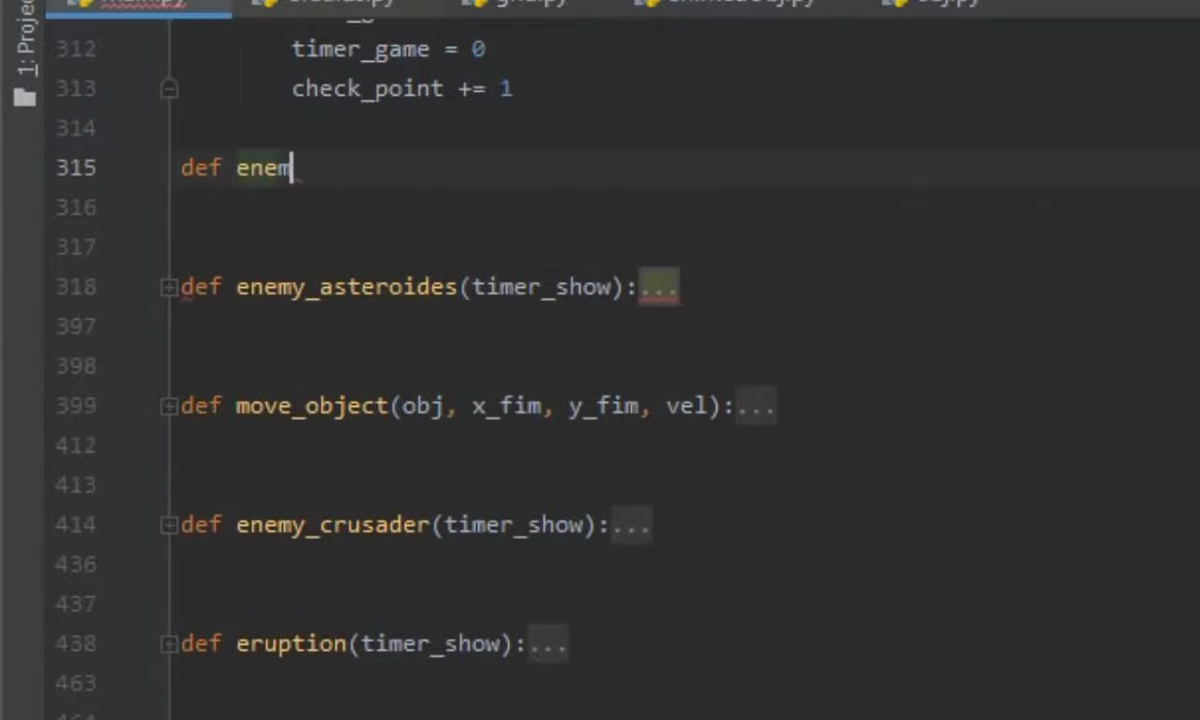 1: Projec
312 timer_game = 0
313 check_point += 1
314
315 def enem
316
317
318 def enemy_asteroides(timer_show):...
397
398
399 def move_object(obj, x_fim, y_fim, vel):...
412
413
414 def enemy_crusader(timer_show):...
436
437
438 def eruption(timer_show):...
463